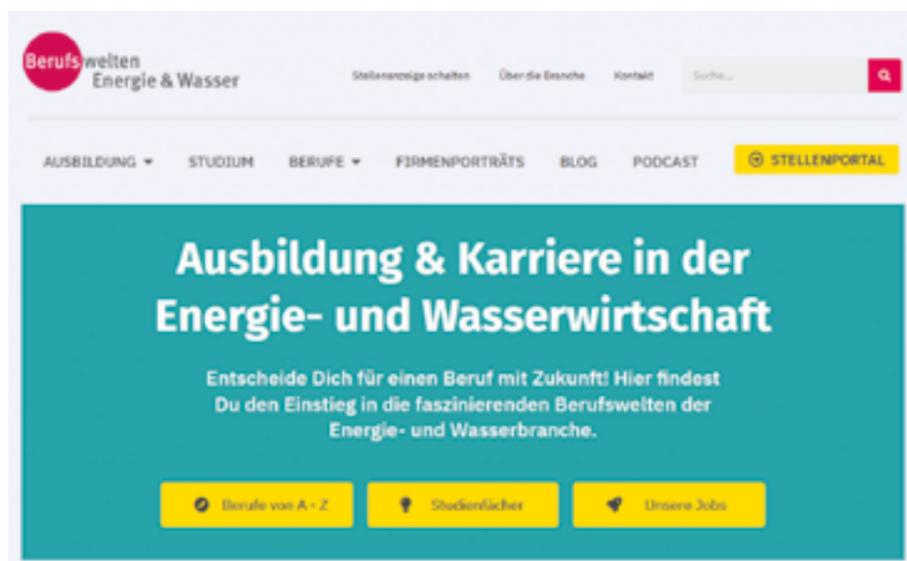 Berufswelten
Energie & Wasser
Stellenanzeige schalten Über die Branche Kontakt Suche...
AUSBILDUNG STUDIUM BERUFE FIRMENPORTRÄTS BLOG PODCAST STELLENPORTAL
Ausbildung & Karriere in der
Energie- und Wasserwirtschaft
Entscheide Dich für einen Beruf mit Zukunft! Hier findest
Du den Einstieg in die faszinierenden Berufswelten der
Energie- und Wasserbranche.
Berufe von A - Z Studienfächer Unsere Jobs